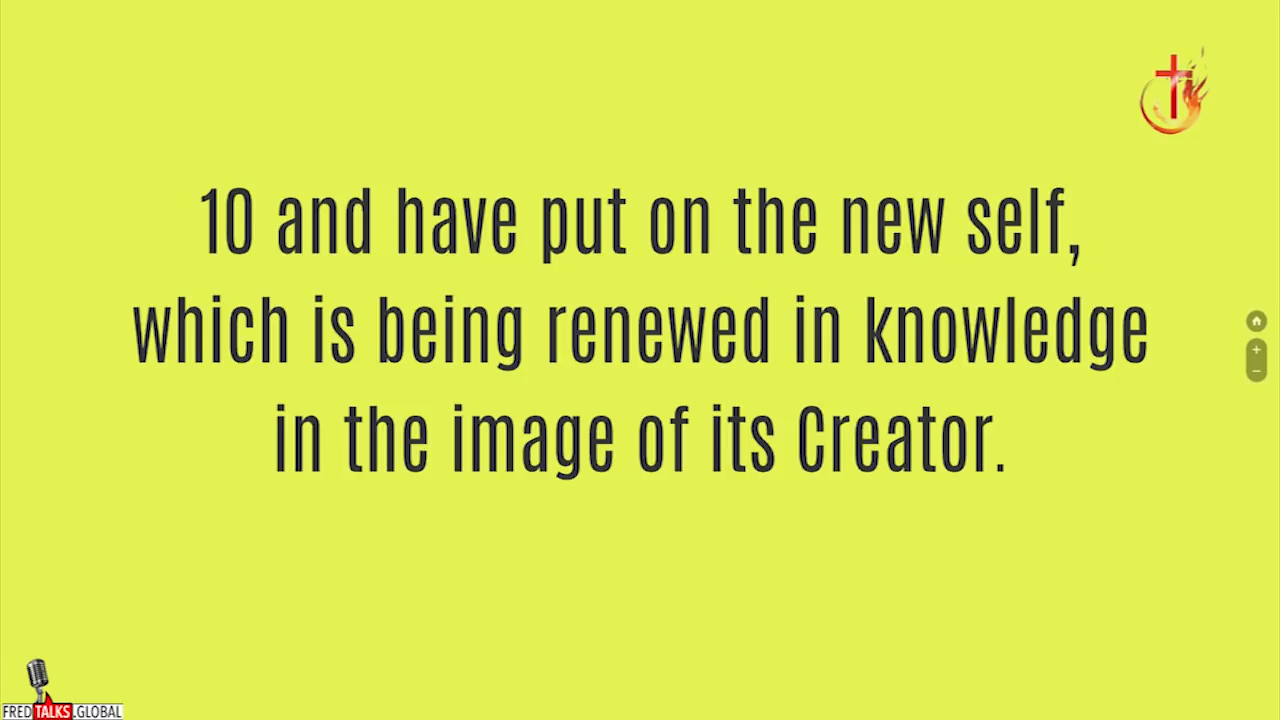 10 and have put on the new self,
which is being renewed in knowledge
in the image of its Creator.
FRED TALKS.GLOBAL